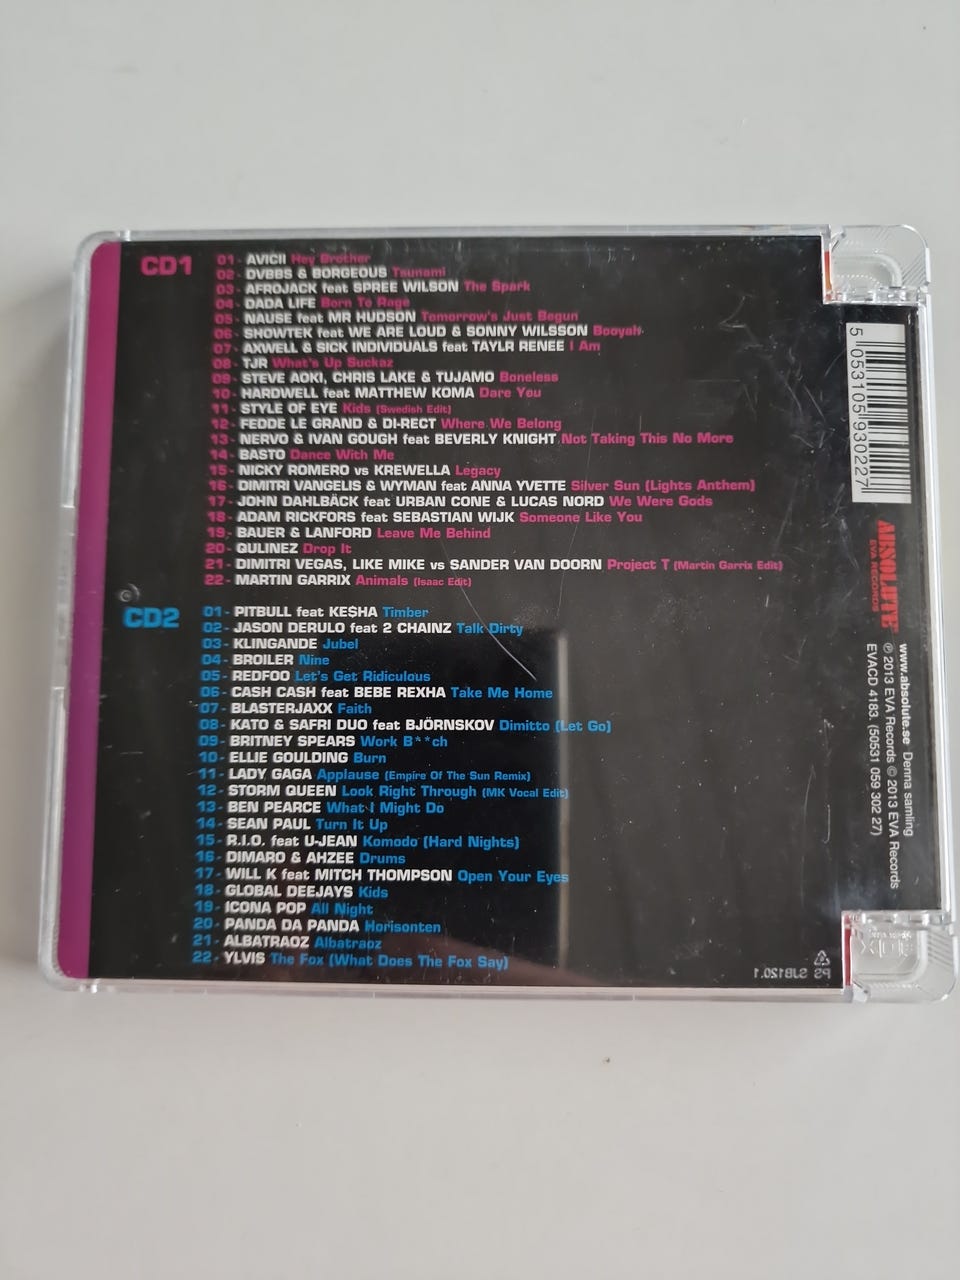 CD1
01- AVICII Hey Brother
02- DVBBS & BORGEOUS Tsunami
03- AFROJACK feat SPREE WILSON The Spark
04- DADA LIFE Born To Rage
05- NAUSE feat MR HUDSON Tomorrow's Just Begun
06- SHOWTEK feat WE ARE LOUD & SONNY WILSSON Booyah
07- AXWELL & SICK INDIVIDUALS feat TAYLR RENEE I Am
08- TJR What's Up Suckaz
09- STEVE AOKI, CHRIS LAKE & TUJAMO Boneless
10- HARDWELL feat MATTHEW KOMA Dare You
11- STYLE OF EYE Kids (Swedish Edit)
12- FEDDE LE GRAND & DI-RECT Where We Belong
13- NERVO & IVAN GOUGH feat BEVERLY KNIGHT Not Taking This No More
14- BASTO Dance With Me
15- NICKY ROMERO vs KREWELLA Legacy
16- DIMITRI VANGELIS & WYMAN feat ANNA YVETTE Silver Sun (Lights Anthem)
17- JOHN DAHLBÄCK feat URBAN CONE & LUCAS NORD We Were Gods
18- ADAM RICKFORS feat SEBASTIAN WIJK Someone Like You
19- BAUER & LANFORD Leave Me Behind
20- QULINEZ Drop It
21- DIMITRI VEGAS, LIKE MIKE vs SANDER VAN DOORN Project T (Martin Garrix Edit)
22- MARTIN GARRIX Animals (Isaac Edit)
CD2
01- PITBULL feat KE$HA Timber
02- JASON DERULO feat 2 CHAINZ Talk Dirty
03- KLINGANDE Jubel
04- BROILER Nine
05- REDFOO Let's Get Ridiculous
06- CASH CASH feat BEBE REXHA Take Me Home
07- BLASTERJAXX Faith
08- KATO & SAFRI DUO feat BJÖRNSKOV Dimitto (Let Go)
09- BRITNEY SPEARS Work B**ch
10- ELLIE GOULDING Burn
11- LADY GAGA Applause (Empire Of The Sun Remix)
12- STORM QUEEN Look Right Through (MK Vocal Edit)
13- BEN PEARCE What I Might Do
14- SEAN PAUL Turn It Up
15- R.I.O. feat U-JEAN Komodo (Hard Nights)
16- DIMARO & AHZEE Drums
17- WILL K feat MITCH THOMPSON Open Your Eyes
18- GLOBAL DEEJAYS Kids
19- ICONA POP All Night
20- PANDA DA PANDA Horisonten
21- ALBATRAOZ Albatraoz
22- YLVIS The Fox (What Does The Fox Say)
5 053105 930227
ABSOLUTE
EVA RECORDS
www.absolute.se Denna samling
℗ 2013 EVA Records © 2013 EVA Records
EVACD 4183. (50531 059 302 27)
PS SJB120.1